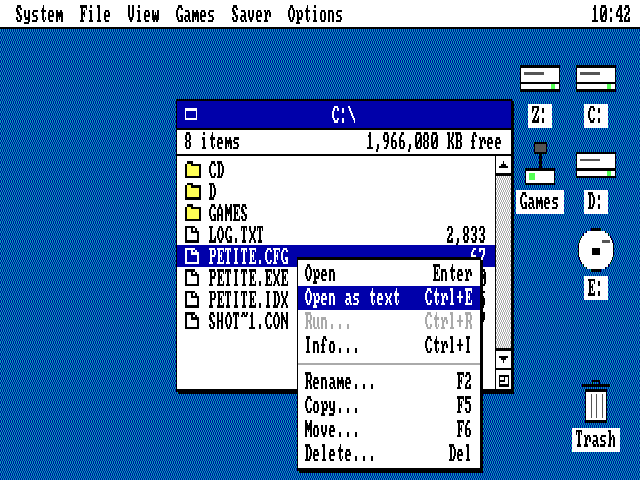 System File View Games Saver Options 10:42
C:\
8 items 1,966,080 KB free
CD
D
GAMES
LOG.TXT 2,833
PETITE.CFG
PETITE.EXE
PETITE.IDX
SHOT~1.CON
Open Enter
Open as text Ctrl+E
Run... Ctrl+R
Info... Ctrl+I
Rename... F2
Copy... F5
Move... F6
Delete... Del
Z: C:
Games D:
E:
Trash